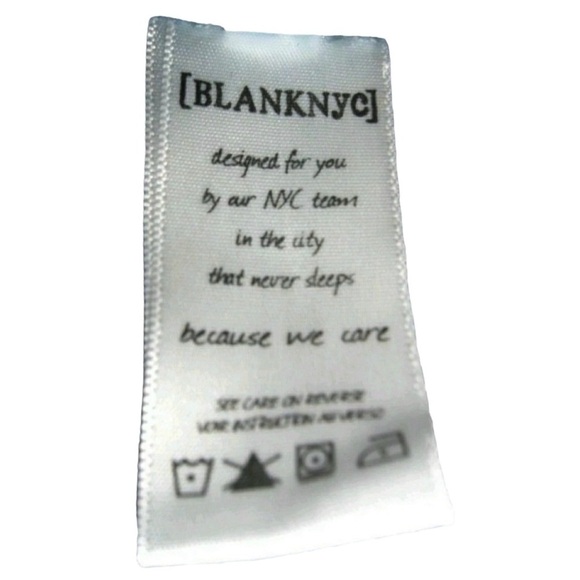 [BLANKNYC]
designed for you
by our NYC team
in the city
that never sleeps
because we care
SEE CARE ON REVERSE
VOIR INSTRUCTION AU VERSO